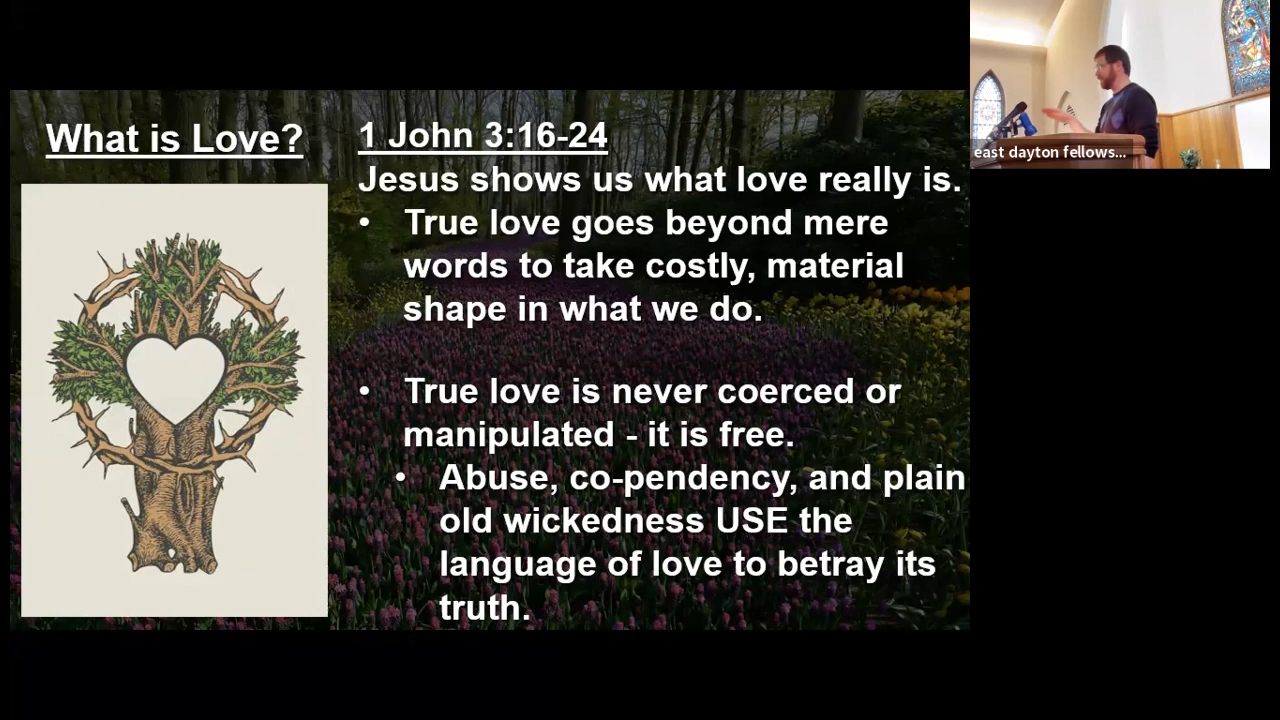 What is Love?
1 John 3:16-24
Jesus shows us what love really is.
• True love goes beyond mere
words to take costly, material
shape in what we do.
• True love is never coerced or
manipulated - it is free.
• Abuse, co-pendency, and plain
old wickedness USE the
language of love to betray its
truth.
east dayton fellows...